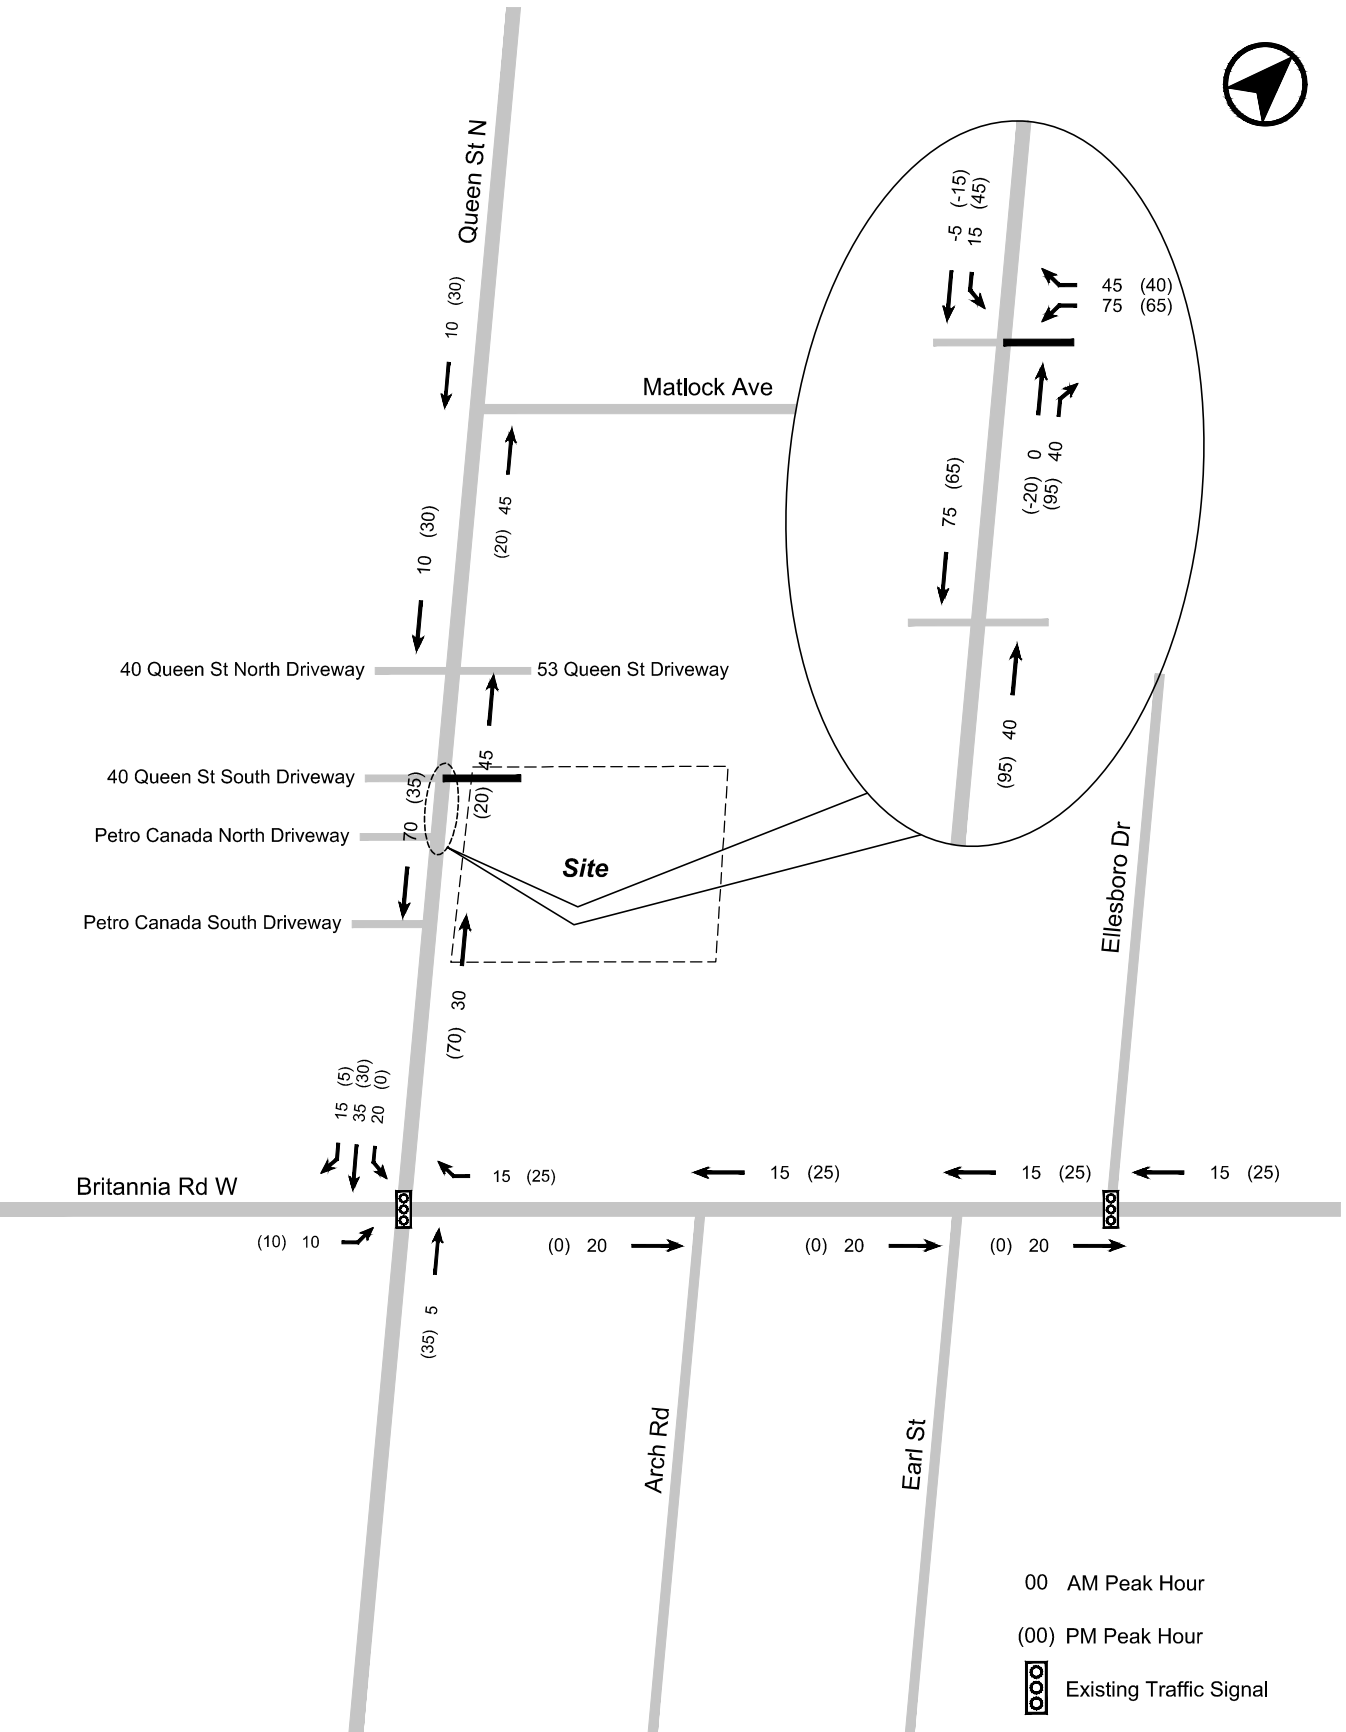 Queen St N
10 (30)
-5 (-15)
15 (45)
45 (40)
75 (65)
Matlock Ave
(20) 45
10 (30)
75 (65)
(-20) 0
(95) 40
40 Queen St North Driveway
53 Queen St Driveway
(95) 40
40 Queen St South Driveway
70 (35)
(20) 45
Petro Canada North Driveway
Site
Ellesboro Dr
Petro Canada South Driveway
(70) 30
15 (5)
35 (30)
20 (0)
Britannia Rd W
15 (25)
15 (25)
15 (25)
15 (25)
(10) 10
(0) 20
(0) 20
(0) 20
(35) 5
Arch Rd
Earl St
00 AM Peak Hour
(00) PM Peak Hour
Existing Traffic Signal